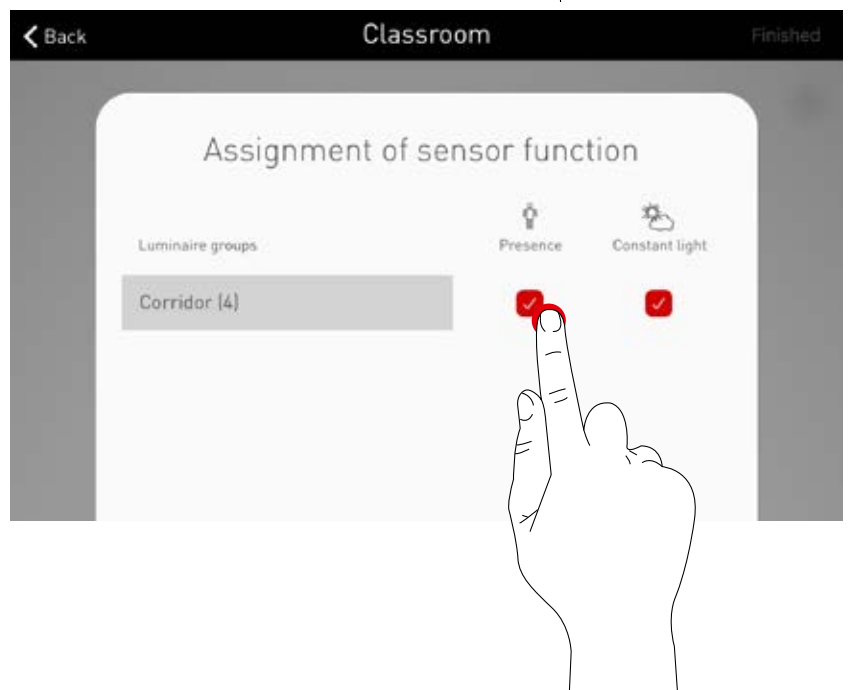 Back
Classroom
Finished
Assignment of sensor function
Luminaire groups
Presence
Constant light
Corridor (4)